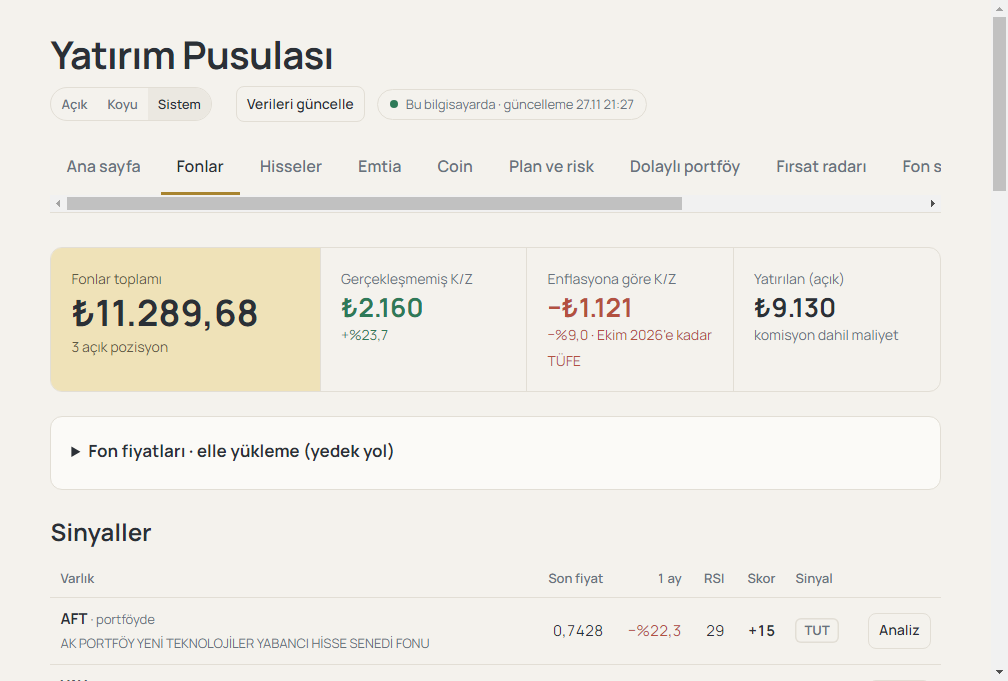 Yatırım Pusulası
Açık Koyu Sistem Verileri güncelle Bu bilgisayarda · güncelleme 27.11 21:27
Ana sayfa Fonlar Hisseler Emtia Coin Plan ve risk Dolaylı portföy Fırsat radarı Fon s
Fonlar toplamı
₺11.289,68
3 açık pozisyon
Gerçekleşmemiş K/Z
₺2.160
+%23,7
Enflasyona göre K/Z
−₺1.121
−%9,0 · Ekim 2026'e kadar
TÜFE
Yatırılan (açık)
₺9.130
komisyon dahil maliyet
Fon fiyatları · elle yükleme (yedek yol)
Sinyaller
Varlık Son fiyat 1 ay RSI Skor Sinyal
AFT · portföyde
AK PORTFÖY YENİ TEKNOLOJİLER YABANCI HİSSE SENEDİ FONU
0,7428 −%22,3 29 +15 TUT Analiz